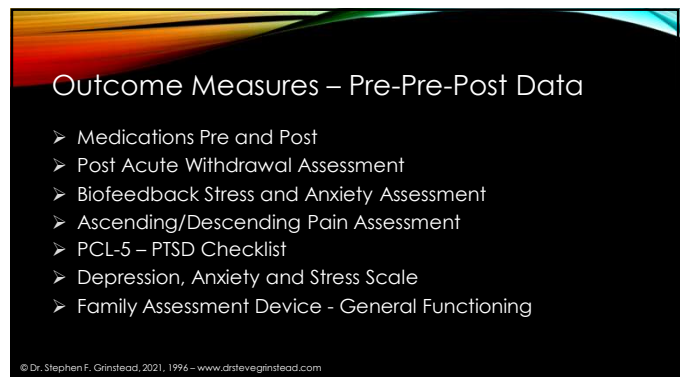 Outcome Measures – Pre-Pre-Post Data
➢ Medications Pre and Post
➢ Post Acute Withdrawal Assessment
➢ Biofeedback Stress and Anxiety Assessment
➢ Ascending/Descending Pain Assessment
➢ PCL-5 – PTSD Checklist
➢ Depression, Anxiety and Stress Scale
➢ Family Assessment Device - General Functioning
© Dr. Stephen F. Grinstead, 2021, 1996 – www.drstevegrinstead.com